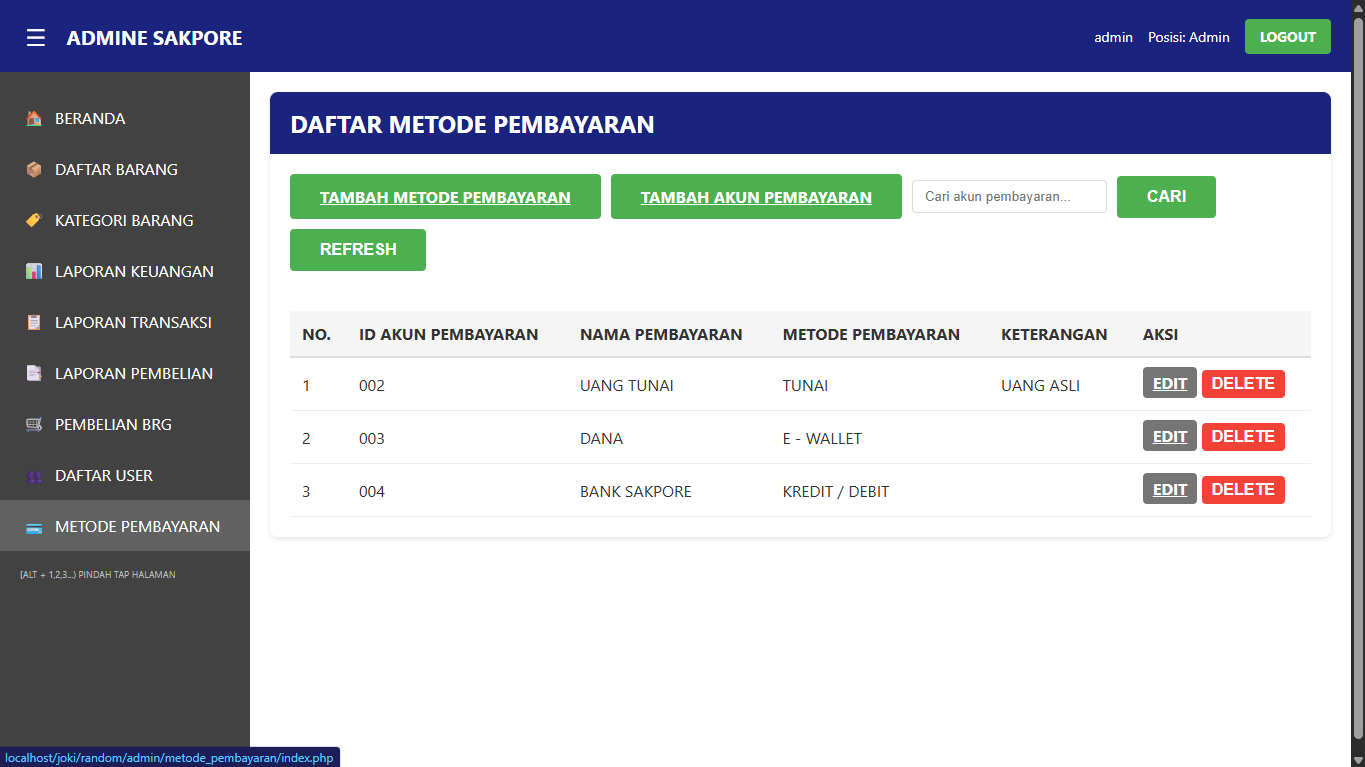 ☰ ADMINE SAKPORE
admin Posisi: Admin LOGOUT
BERANDA
DAFTAR BARANG
KATEGORI BARANG
LAPORAN KEUANGAN
LAPORAN TRANSAKSI
LAPORAN PEMBELIAN
PEMBELIAN BRG
DAFTAR USER
METODE PEMBAYARAN
[ALT + 1,2,3...) PINDAH TAP HALAMAN
DAFTAR METODE PEMBAYARAN
TAMBAH METODE PEMBAYARAN TAMBAH AKUN PEMBAYARAN Cari akun pembayaran... CARI
REFRESH
NO. ID AKUN PEMBAYARAN NAMA PEMBAYARAN METODE PEMBAYARAN KETERANGAN AKSI
1 002 UANG TUNAI TUNAI UANG ASLI EDIT DELETE
2 003 DANA E - WALLET EDIT DELETE
3 004 BANK SAKPORE KREDIT / DEBIT EDIT DELETE
localhost/joki/random/admin/metode_pembayaran/index.php